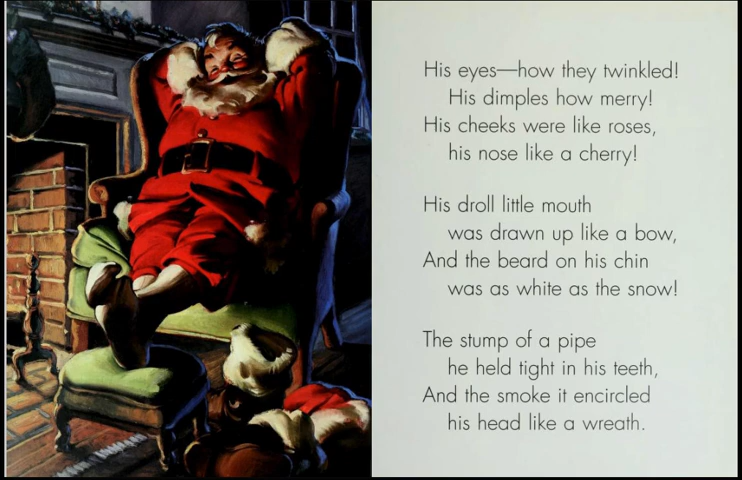 His eyes—how they twinkled!
His dimples how merry!
His cheeks were like roses,
his nose like a cherry!
His droll little mouth
was drawn up like a bow,
And the beard on his chin
was as white as the snow!
The stump of a pipe
he held tight in his teeth,
And the smoke it encircled
his head like a wreath.